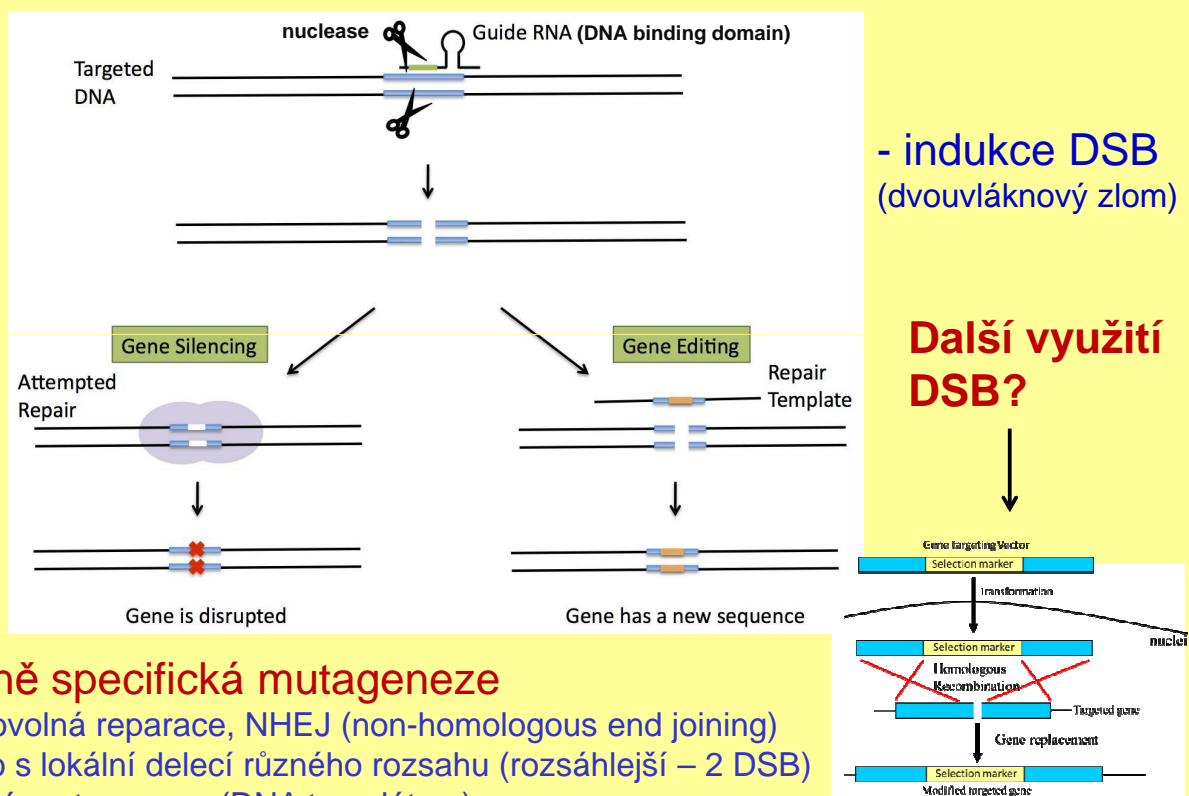 nuclease
Guide RNA (DNA binding domain)
Targeted
DNA
- indukce DSB
(dvouvláknový zlom)
Gene Silencing
Gene Editing
Attempted
Repair
Repair
Template
Gene is disrupted
Gene has a new sequence
Další využití
DSB?
Gene targeting Vector
Selection marker
Transformation
nuclei
Selection marker
Homologous
Recombination
Targeted gene
Gene replacement
Selection marker
Modified targeted gene
ně specifická mutageneze
ovolná reparace, NHEJ (non-homologous end joining)
o s lokální delecí různého rozsahu (rozsáhlejší – 2 DSB)